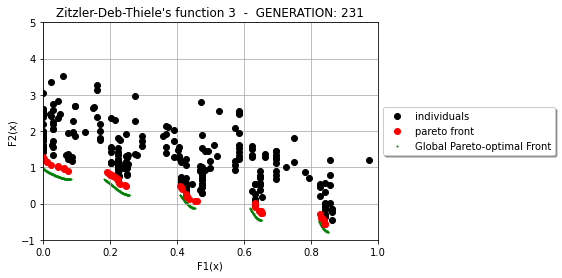 Zitzler-Deb-Thiele's function 3  -  GENERATION: 231
5
4
3
2
1
0
−1
F2(x)
0.0 0.2 0.4 0.6 0.8 1.0
F1(x)
individuals
pareto front
Global Pareto-optimal Front